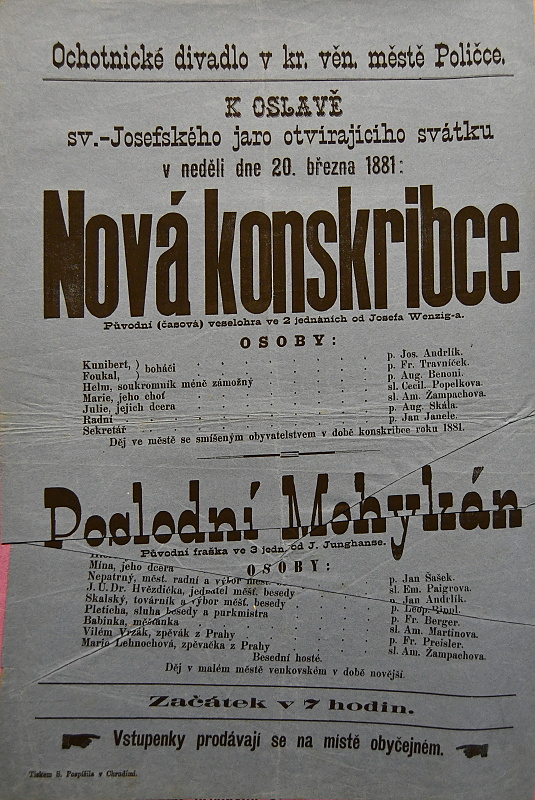 Ochotnické divadlo v kr. věn. městě Poličce.
K OSLAVĚ
sv.-Josefského jaro otvírajícího svátku
v neděli dne 20. března 1881:
Nová konskribce
Původní (časová) veselohra ve 2 jednáních od Josefa Wenzig-a.
OSOBY:
Kunibert, } boháči . . . p. Jos. Andrlík.
Foukal, . . . p. Fr. Travníček.
Helm, soukromník méně zámožný . . . p. Aug. Benoni.
Marie, jeho choť . . . sl. Cecil. Popelkova.
Julie, jejich dcera . . . sl. Am. Žampachova.
Radní . . . p. Aug. Skála.
Sekretář . . . p. Jan Janele.
Děj ve městě se smíšeným obyvatelstvem v době konskribce roku 1881.
Poslední Mohykán
Původní fraška ve 3 jedn. od J. Junghanse.
OSOBY:
Mína, jeho dcera
Nepatrný, měst. radní a výbor měšť. besedy . . . p. Jan Šašek.
J. U. Dr. Hvězdička, jednatel měšť. besedy . . . sl. Em. Paigrova.
Skalský, továrník a výbor měšť. besedy . . . p. Jan Andrlík.
Pleticha, sluha besedy a purkmistra . . . p. Leop.
Babinka, měšťanka . . . p. Fr. Berger.
Vilém Vrzák, zpěvák z Prahy . . . sl. Am. Martinova.
Marie Lehnochová, zpěvačka z Prahy . . . p. Fr. Preisler.
sl. Am. Žampachova.
Besední hosté.
Děj v malém městě venkovském v době novější.
Začátek v 7 hodin.
Vstupenky prodávají se na místě obyčejném.
Tiskem B. Pospíšila v Chrudimi.